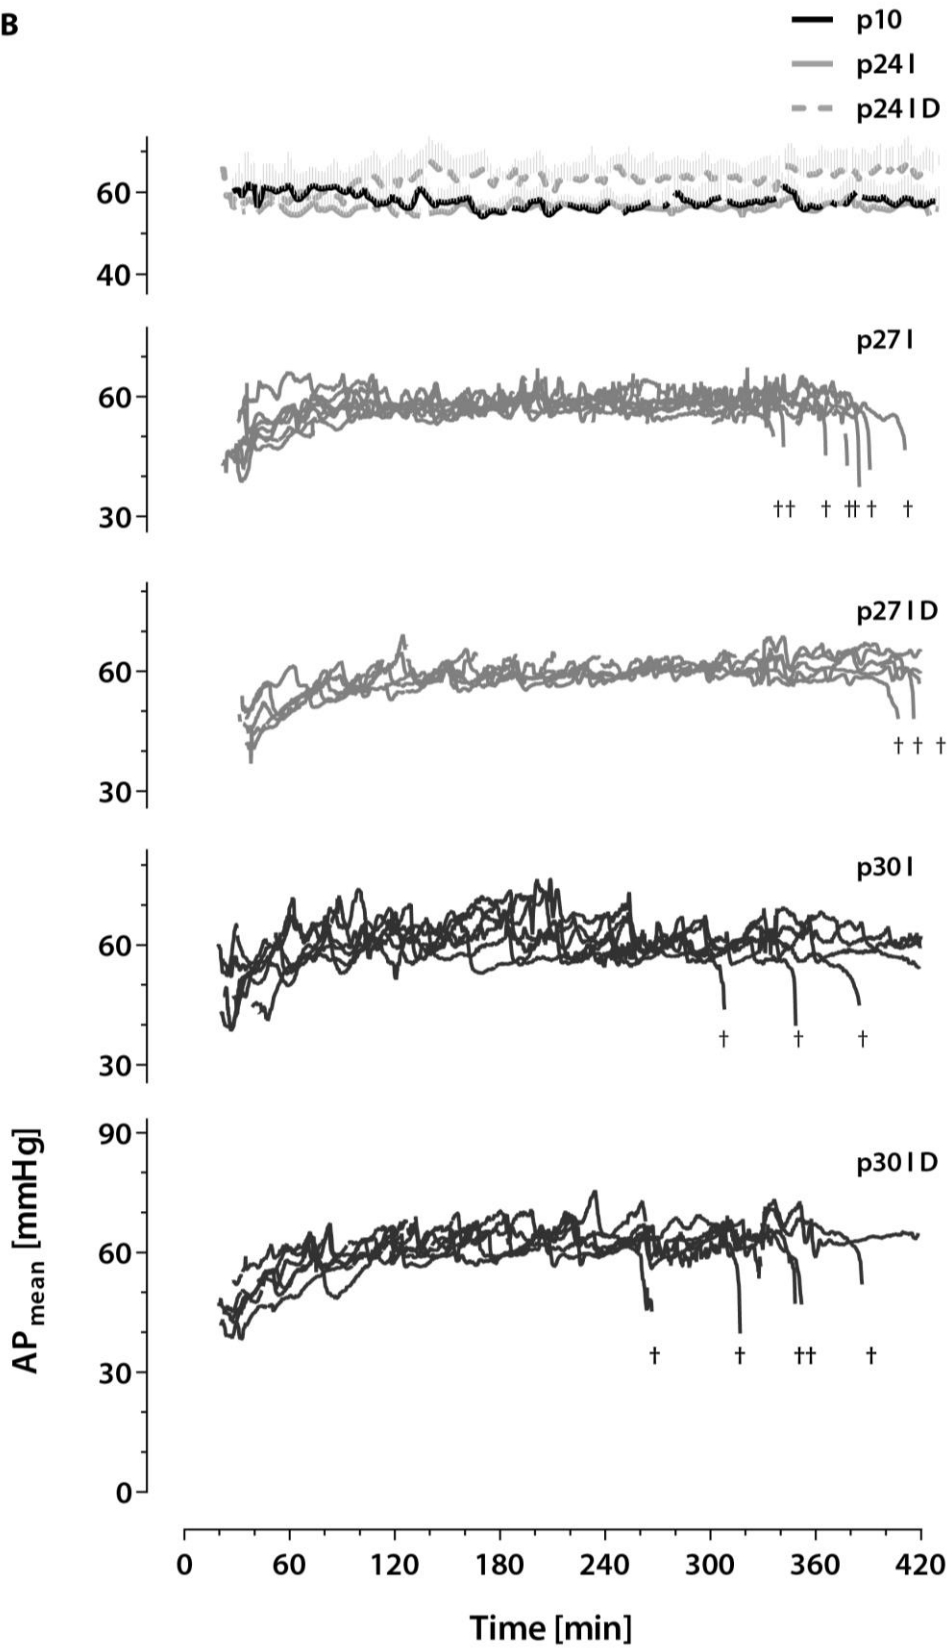 B
p10
p24 I
p24 I D
60
40
p27 I
60
30
† † † † † † †
p27 I D
60
30
† † †
p30 I
60
30
† † †
90
p30 I D
60
30
† † † † †
0
AP mean [mmHg]
0 60 120 180 240 300 360 420
Time [min]